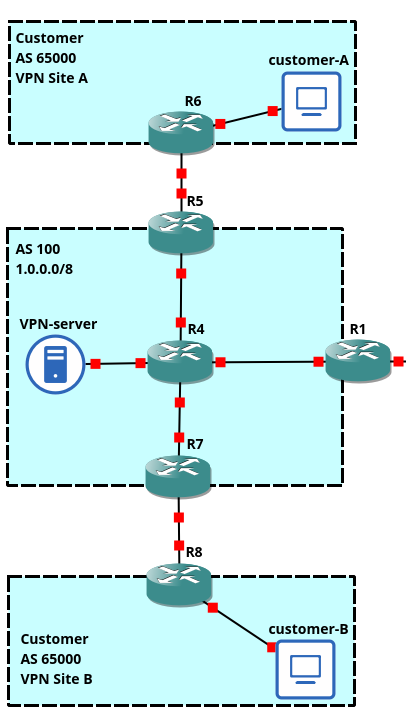 Customer
AS 65000
VPN Site A
customer-A
R6
R5
AS 100
1.0.0.0/8
VPN-server
R4
R1
R7
R8
customer-B
Customer
AS 65000
VPN Site B